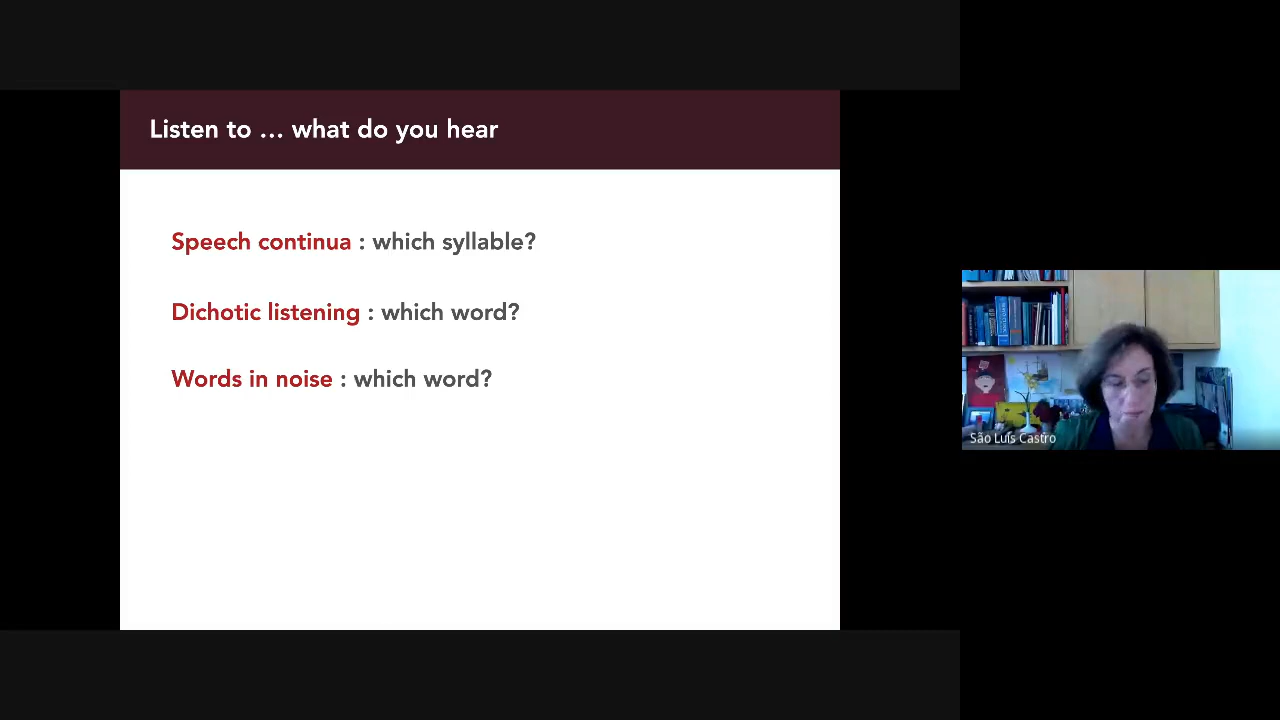 Listen to … what do you hear
Speech continua : which syllable?
Dichotic listening : which word?
Words in noise : which word?
São Luís Castro